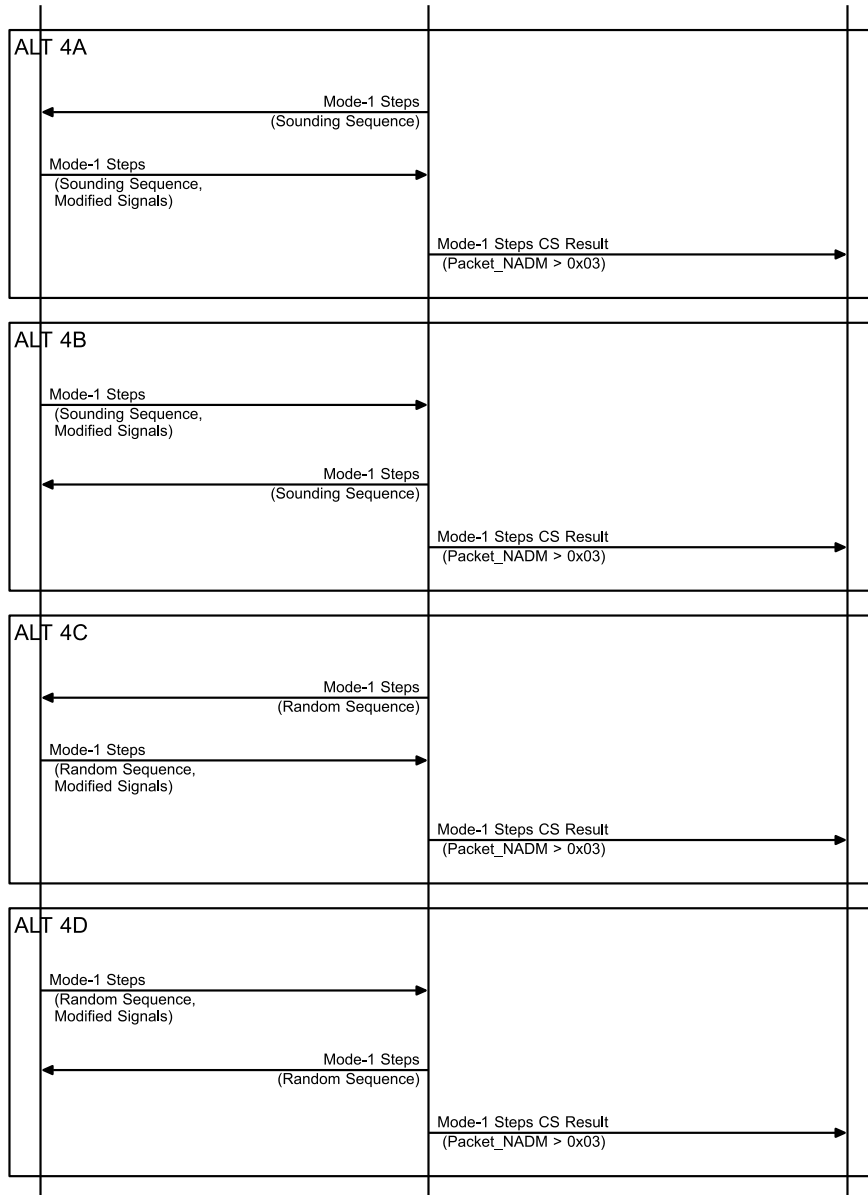 ALT 4A
Mode-1 Steps
(Sounding Sequence)
Mode-1 Steps
(Sounding Sequence,
Modified Signals)
Mode-1 Steps CS Result
(Packet_NADM > 0x03)
ALT 4B
Mode-1 Steps
(Sounding Sequence,
Modified Signals)
Mode-1 Steps
(Sounding Sequence)
Mode-1 Steps CS Result
(Packet_NADM > 0x03)
ALT 4C
Mode-1 Steps
(Random Sequence)
Mode-1 Steps
(Random Sequence,
Modified Signals)
Mode-1 Steps CS Result
(Packet_NADM > 0x03)
ALT 4D
Mode-1 Steps
(Random Sequence,
Modified Signals)
Mode-1 Steps
(Random Sequence)
Mode-1 Steps CS Result
(Packet_NADM > 0x03)